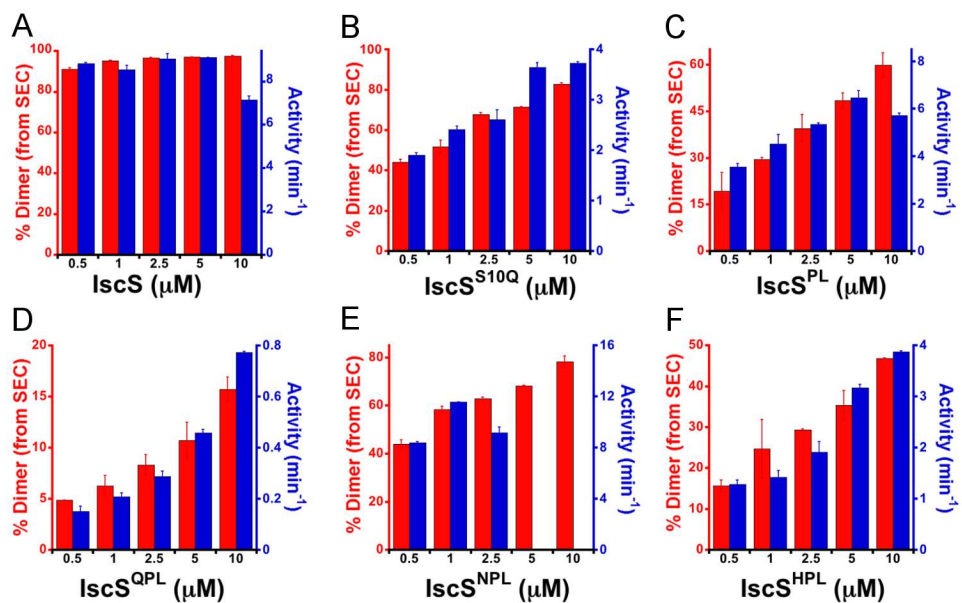 A
% Dimer (from SEC)
100
80
60
40
20
0
8
6
4
2
0
Activity (min-1)
0.5 1 2.5 5 10
IscS (μM)
B
% Dimer (from SEC)
100
80
60
40
20
0
4
3
2
1
0
Activity (min-1)
0.5 1 2.5 5 10
IscSS10Q (μM)
C
% Dimer (from SEC)
60
45
30
15
0
8
6
4
2
0
Activity (min-1)
0.5 1 2.5 5 10
IscSPL (μM)
D
% Dimer (from SEC)
20
15
10
5
0
0.8
0.6
0.4
0.2
0
Activity (min-1)
0.5 1 2.5 5 10
IscSQPL (μM)
E
% Dimer (from SEC)
80
60
40
20
0
16
12
8
4
0
Activity (min-1)
0.5 1 2.5 5 10
IscSNPL (μM)
F
% Dimer (from SEC)
50
40
30
20
10
0
4
3
2
1
0
Activity (min-1)
0.5 1 2.5 5 10
IscSHPL (μM)